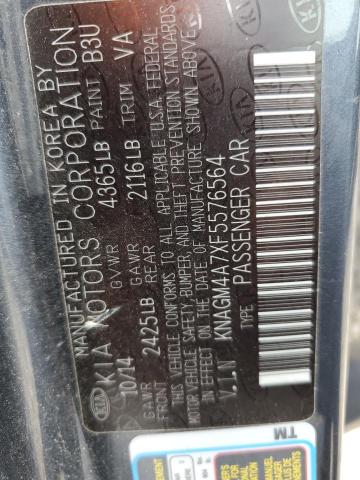 MANUFACTURED IN KOREA BY
KIA MOTORS CORPORATION
10/14 GVWR 4365LB PAINT B3U
GAWR FRONT 2425LB GAWR REAR 2116LB TRIM VA
THIS VEHICLE CONFORMS TO ALL APPLICABLE U.S.A. FEDERAL
MOTOR VEHICLE SAFETY, BUMPER, AND THEFT PREVENTION STANDARDS
IN EFFECT ON THE DATE OF MANUFACTURE SHOWN ABOVE
V.I.N : KNAGM4A7XF5576564
TYPE : PASSENGER CAR
KIA
TM